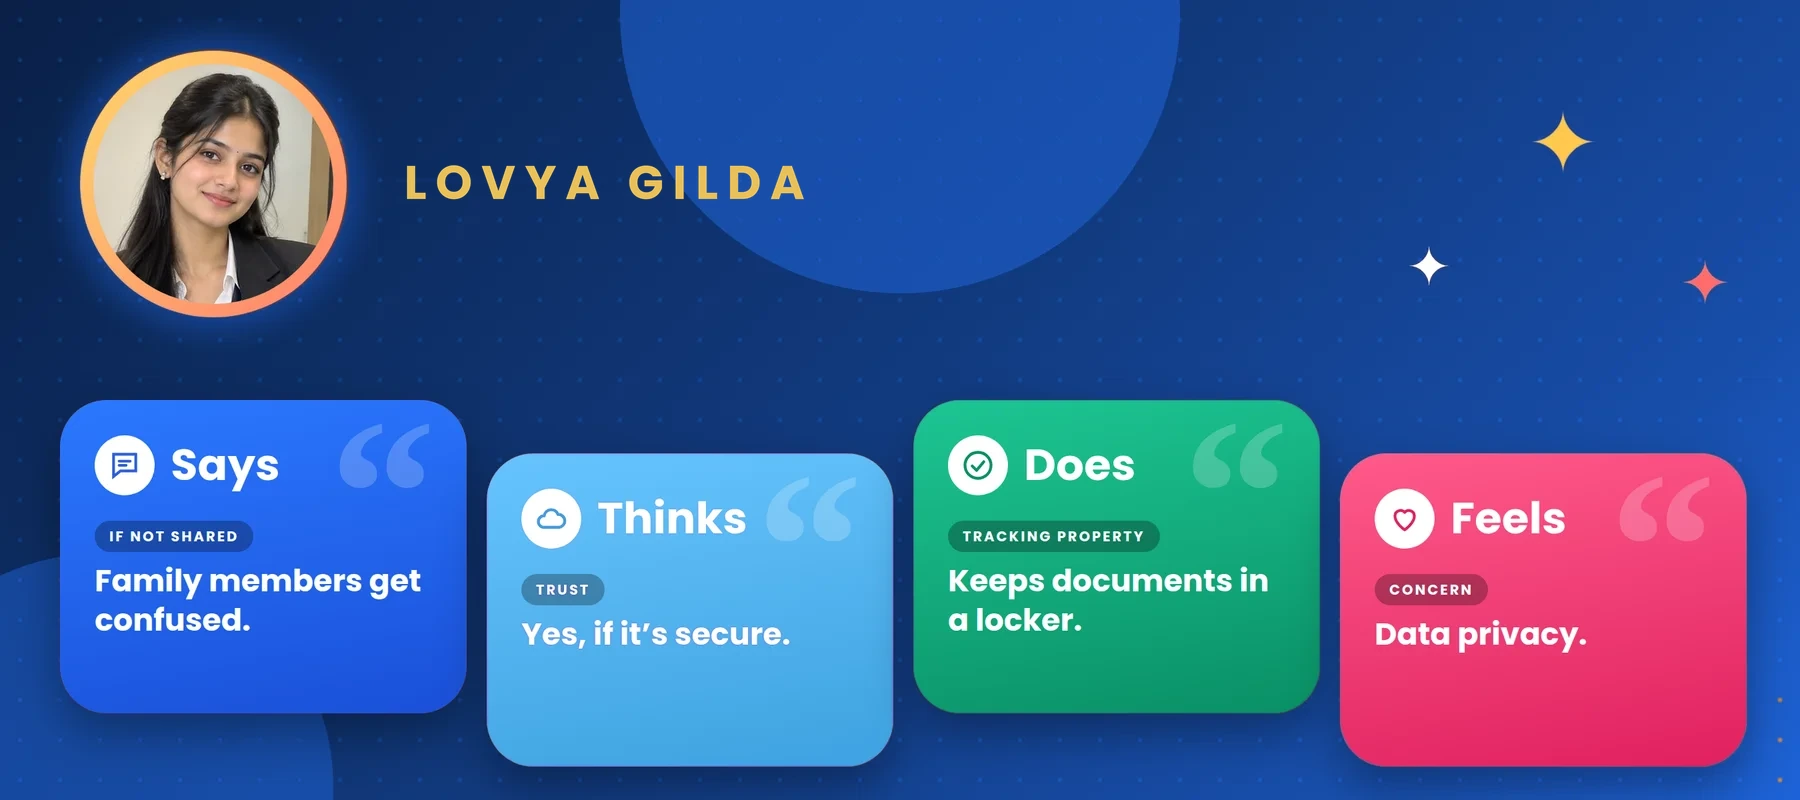 LOVYA GILDA
Says
IF NOT SHARED
Family members get
confused.
Thinks
TRUST
Yes, if it’s secure.
Does
TRACKING PROPERTY
Keeps documents in
a locker.
Feels
CONCERN
Data privacy.